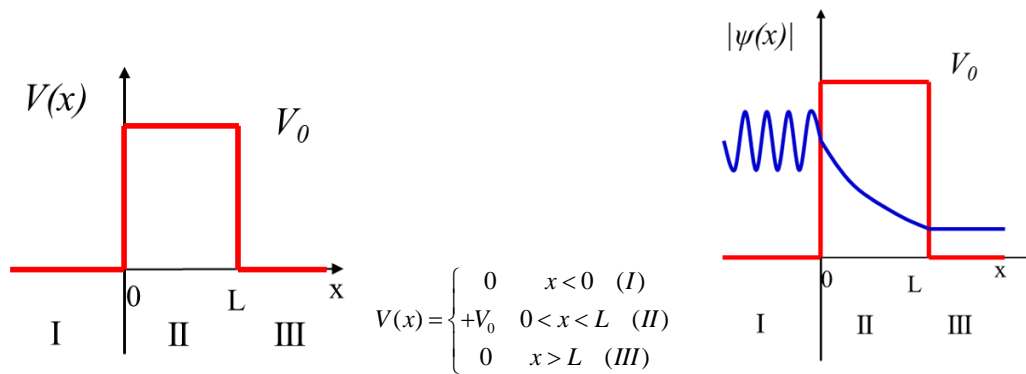 V(x)
V₀
0
L
x
I
II
III
V(x) = { 0 x < 0 (I)
+V₀ 0 < x < L (II)
0 x > L (III)
|ψ(x)|
V₀
0
L
x
I
II
III